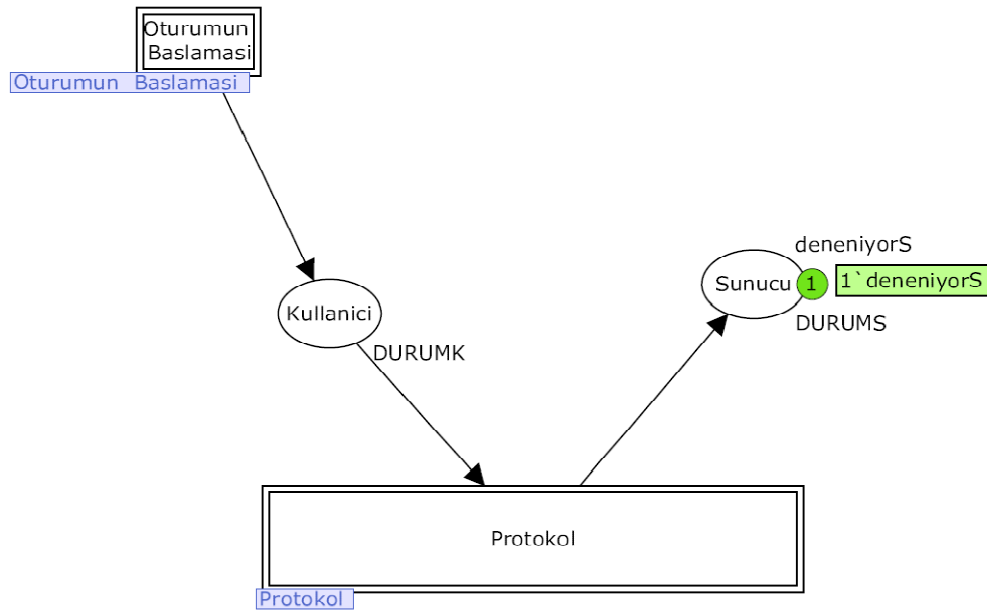 Oturumun
Baslamasi
Oturumun Baslamasi
deneniyorS
Sunucu
1
1`deneniyorS
Kullanici
DURUMS
DURUMK
Protokol
Protokol